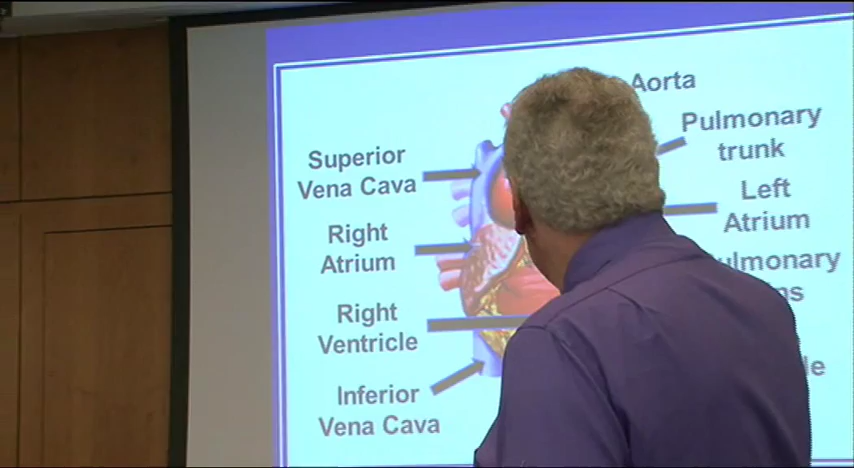 Superior
Vena Cava
Right
Atrium
Right
Ventricle
Inferior
Vena Cava
Aorta
Pulmonary
trunk
Left
Atrium